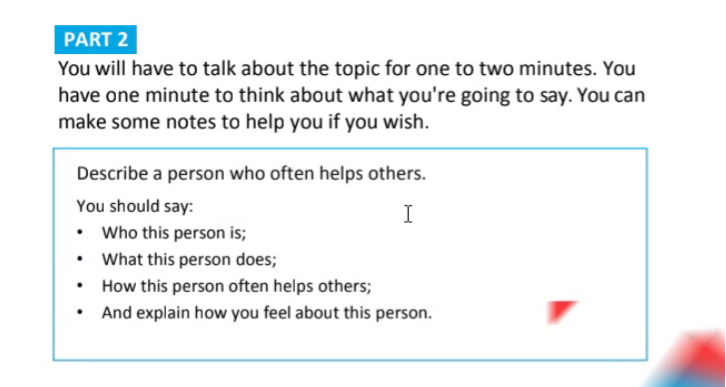 PART 2
You will have to talk about the topic for one to two minutes. You
have one minute to think about what you're going to say. You can
make some notes to help you if you wish.
Describe a person who often helps others.
You should say:
• Who this person is;
• What this person does;
• How this person often helps others;
• And explain how you feel about this person.